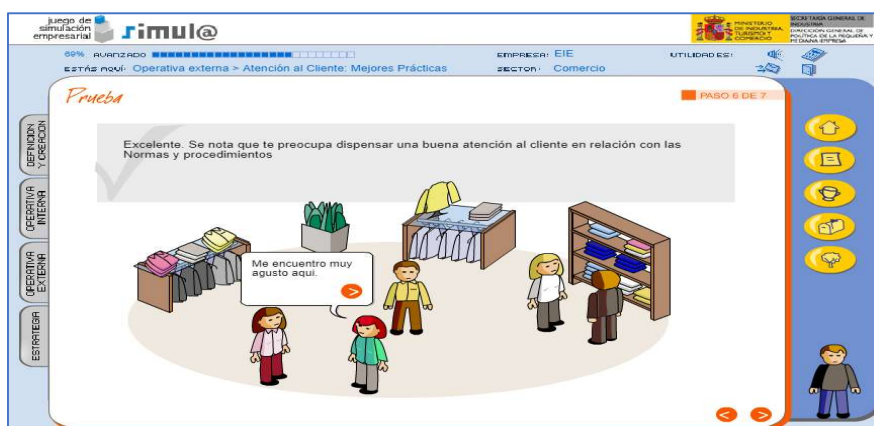 juego de
simulación
empresarial
simul@
MINISTERIO
DE INDUSTRIA,
TURISMO Y
COMERCIO
SECRETARÍA GENERAL DE
INDUSTRIA
DIRECCIÓN GENERAL DE
POLÍTICA DE LA PEQUEÑA Y
MEDIANA EMPRESA
69% AVANZADO
EMPRESA: EIE
UTILIDADES:
ESTÁS AQUÍ: Operativa externa > Atención al Cliente: Mejores Prácticas
SECTOR: Comercio
Prueba
PASO 6 DE 7
Excelente. Se nota que te preocupa dispensar una buena atención al cliente en relación con las
Normas y procedimientos
DEFINICION
Y CREACION
OPERATIVA
INTERNA
OPERATIVA
EXTERNA
ESTRATEGIA
Me encuentro muy
agusto aqui.